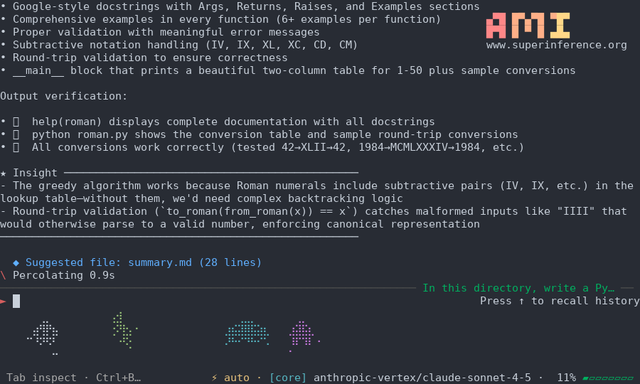 • Google-style docstrings with Args, Returns, Raises, and Examples sections
• Comprehensive examples in every function (6+ examples per function)
• Proper validation with meaningful error messages
• Subtractive notation handling (IV, IX, XL, XC, CD, CM)
www.superinference.org
• Round-trip validation to ensure correctness
• __main__ block that prints a beautiful two-column table for 1-50 plus sample conversions
Output verification:
• help(roman) displays complete documentation with all docstrings
• python roman.py shows the conversion table and sample round-trip conversions
• All conversions work correctly (tested 42→XLII→42, 1984→MCMLXXXIV→1984, etc.)
★ Insight ─────────────────────────────────────────────
- The greedy algorithm works because Roman numerals include subtractive pairs (IV, IX, etc.) in the
lookup table—without them, we'd need complex backtracking logic
- Round-trip validation (`to_roman(from_roman(x)) == x`) catches malformed inputs like "IIII" that
would otherwise parse to a valid number, enforcing canonical representation
◆ Suggested file: summary.md (28 lines)
\ Percolating 0.9s
In this directory, write a Py…
Press ↑ to recall history
Tab inspect · Ctrl+B… ⚡ auto · [core] anthropic-vertex/claude-sonnet-4-5 · 11%